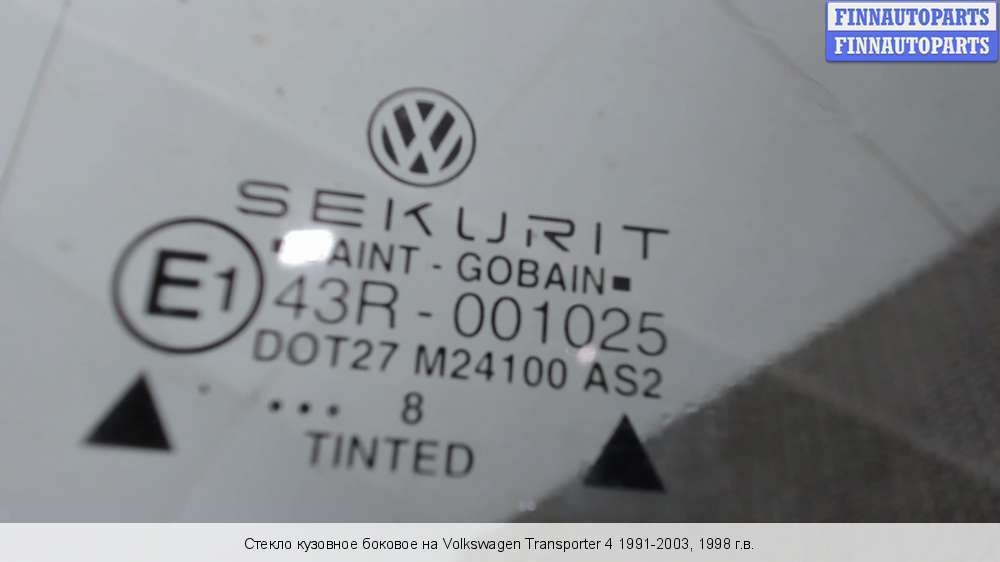 FINNAUTOPARTS
FINNAUTOPARTS
SEKURIT
SAINT - GOBAIN
E1
43R - 001025
DOT27 M24100 AS2
... 8
TINTED
Стекло кузовное боковое на Volkswagen Transporter 4 1991-2003, 1998 г.в.